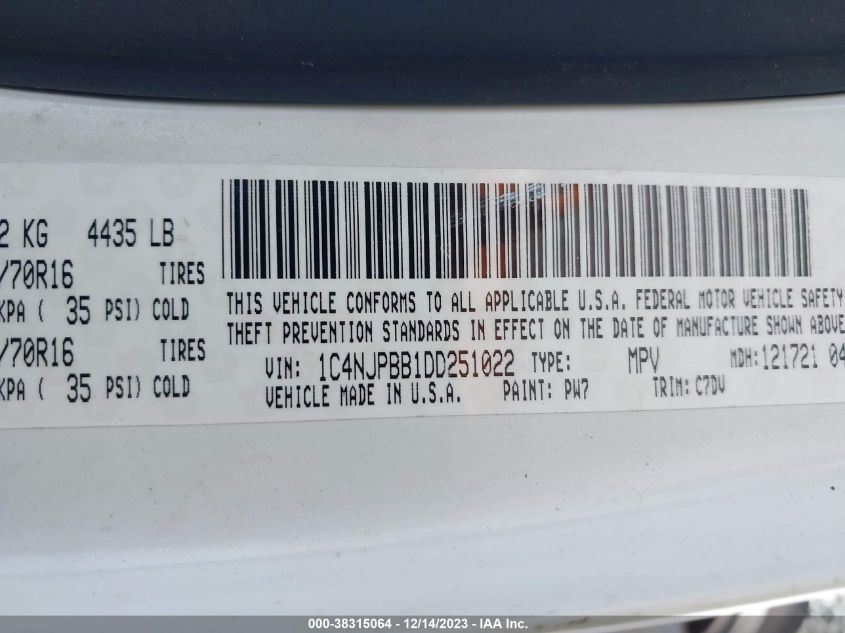 2 KG 4435 LB
/70R16 TIRES
KPA ( 35 PSI) COLD
/70R16 TIRES
KPA ( 35 PSI) COLD
THIS VEHICLE CONFORMS TO ALL APPLICABLE U.S.A. FEDERAL MOTOR VEHICLE SAFETY
THEFT PREVENTION STANDARDS IN EFFECT ON THE DATE OF MANUFACTURE SHOWN ABOVE
VIN: 1C4NJPBB1DD251022 TYPE: MPV MDH:121721 04
VEHICLE MADE IN U.S.A. PAINT: PW7 TRIM: C7DV
000-38315064 - 12/14/2023 - IAA Inc.